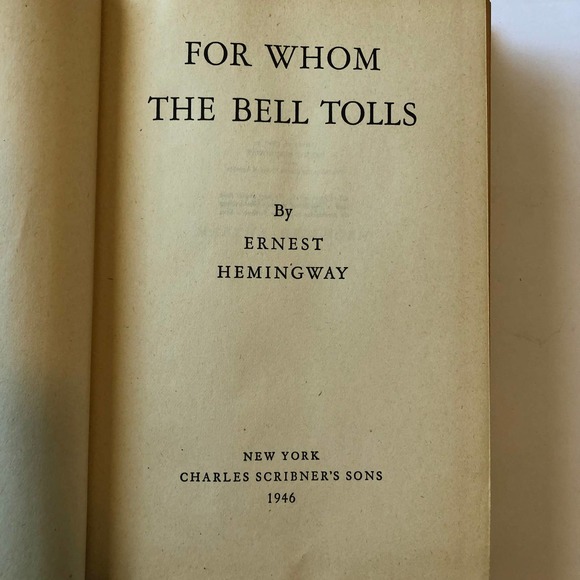 FOR WHOM
THE BELL TOLLS
By
ERNEST
HEMINGWAY
NEW YORK
CHARLES SCRIBNER'S SONS
1946